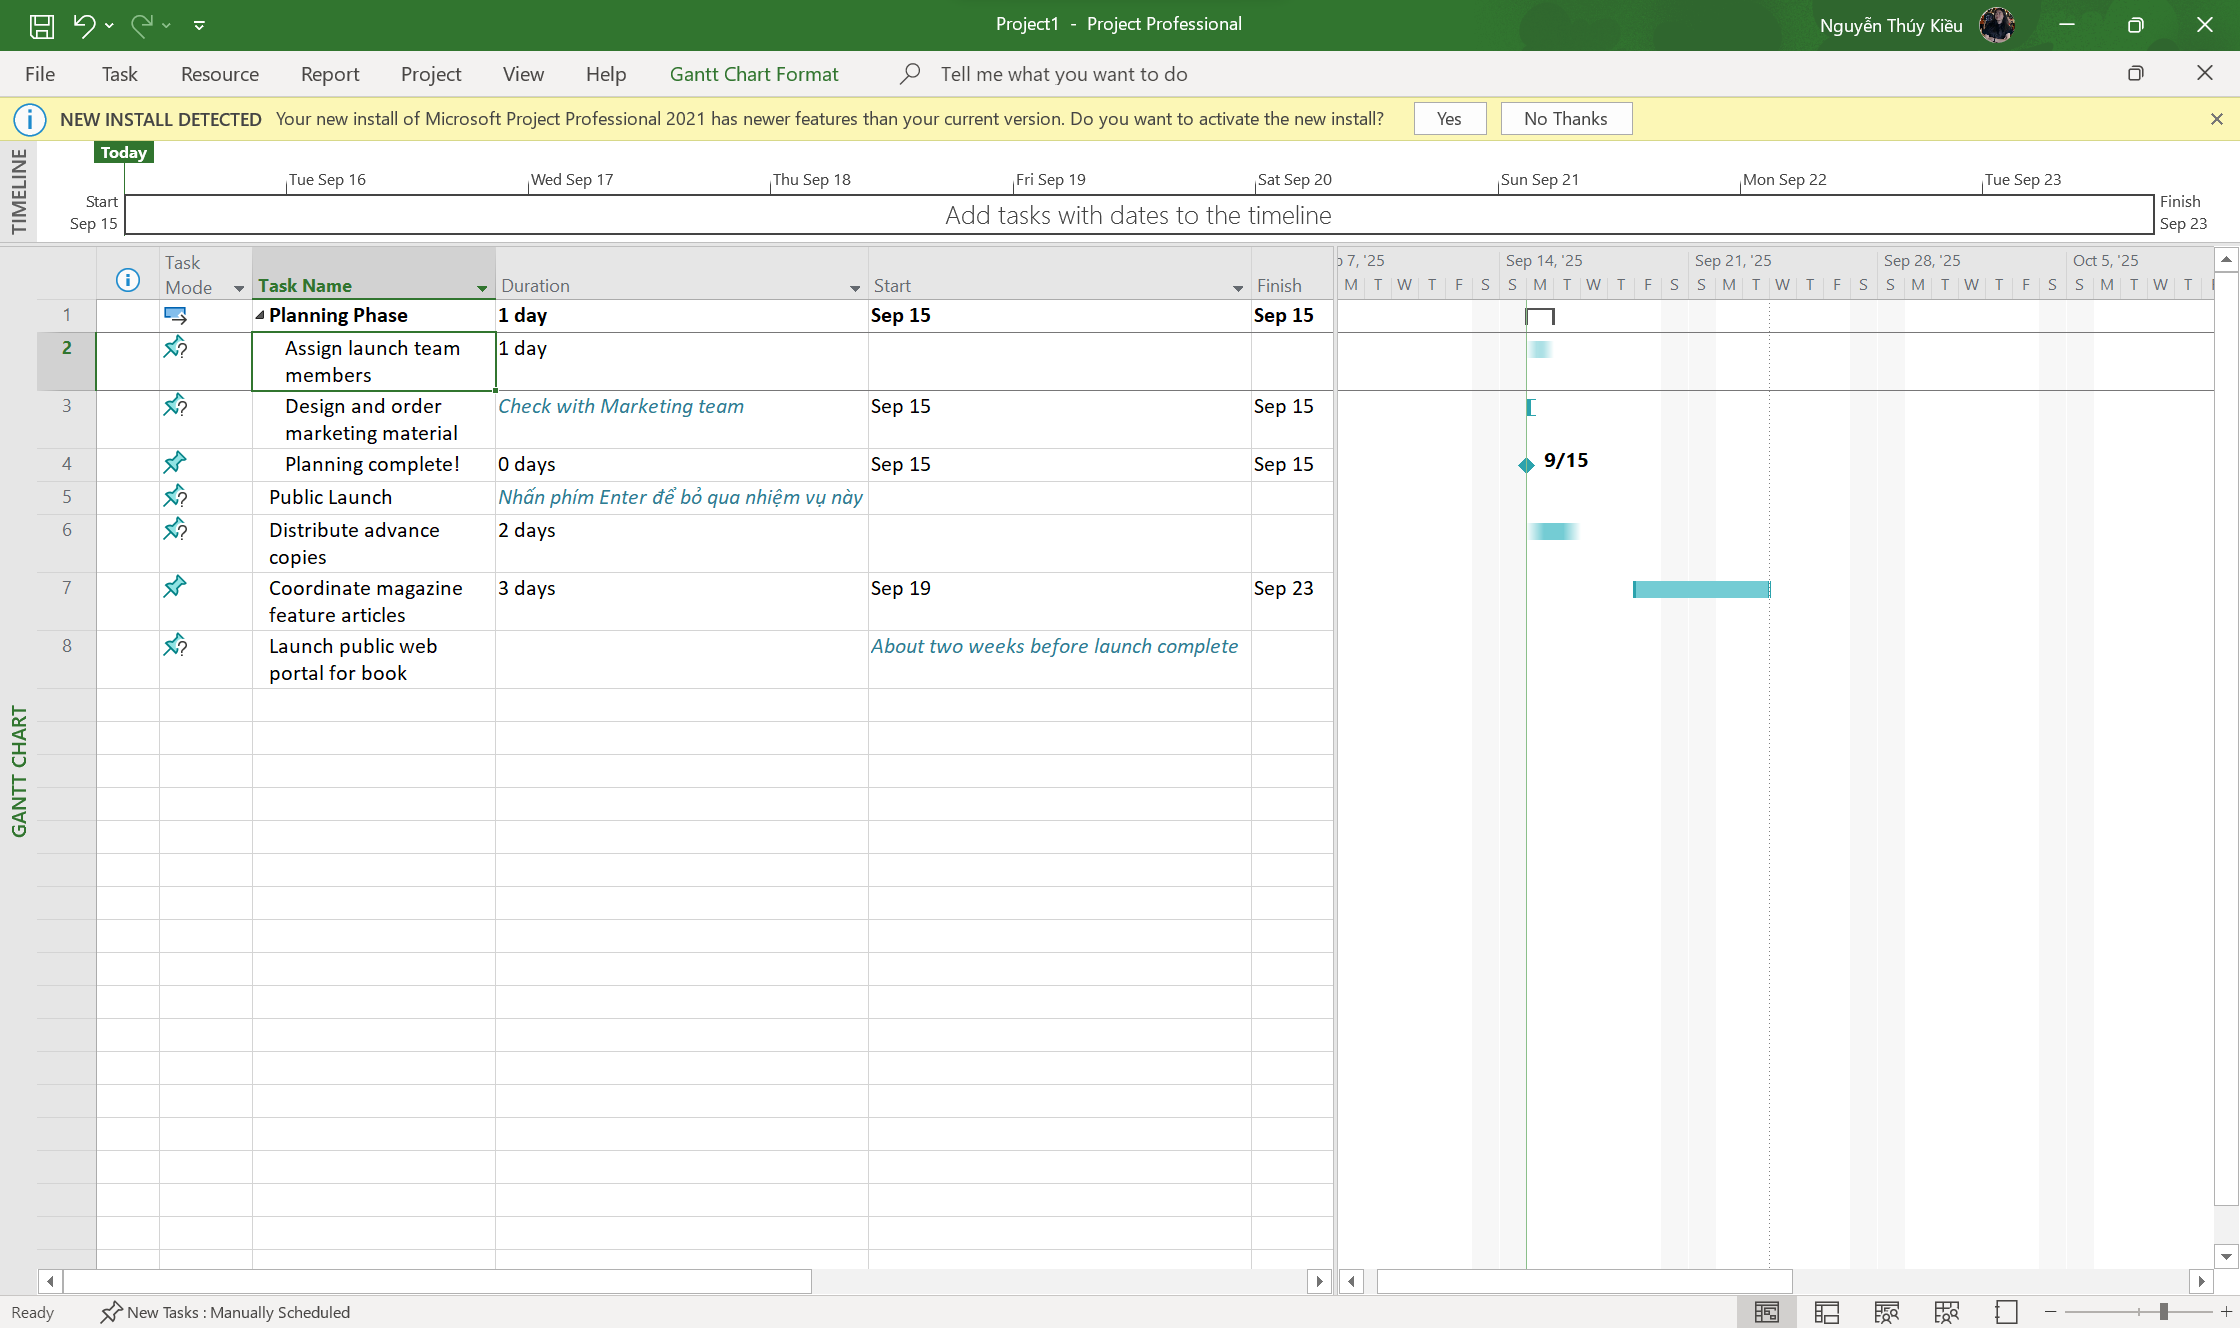 Project1 - Project Professional
Nguyễn Thúy Kiều
File Task Resource Report Project View Help Gantt Chart Format Tell me what you want to do
NEW INSTALL DETECTED Your new install of Microsoft Project Professional 2021 has newer features than your current version. Do you want to activate the new install? Yes No Thanks
TIMELINE
Today
Tue Sep 16 Wed Sep 17 Thu Sep 18 Fri Sep 19 Sat Sep 20 Sun Sep 21 Mon Sep 22 Tue Sep 23
Start
Sep 15
Add tasks with dates to the timeline
Finish
Sep 23
GANTT CHART
Task
Mode Task Name Duration Start Finish
7, '25 Sep 14, '25 Sep 21, '25 Sep 28, '25 Oct 5, '25
M T W T F S S M T W T F S S M T W T F S S M T W T F S S M T W T
1 Planning Phase 1 day Sep 15 Sep 15
2 Assign launch team 1 day
members
3 Design and order Check with Marketing team Sep 15 Sep 15
marketing material
4 Planning complete! 0 days Sep 15 Sep 15 9/15
5 Public Launch Nhấn phím Enter để bỏ qua nhiệm vụ này
6 Distribute advance 2 days
copies
7 Coordinate magazine 3 days Sep 19 Sep 23
feature articles
8 Launch public web About two weeks before launch complete
portal for book
Ready New Tasks : Manually Scheduled